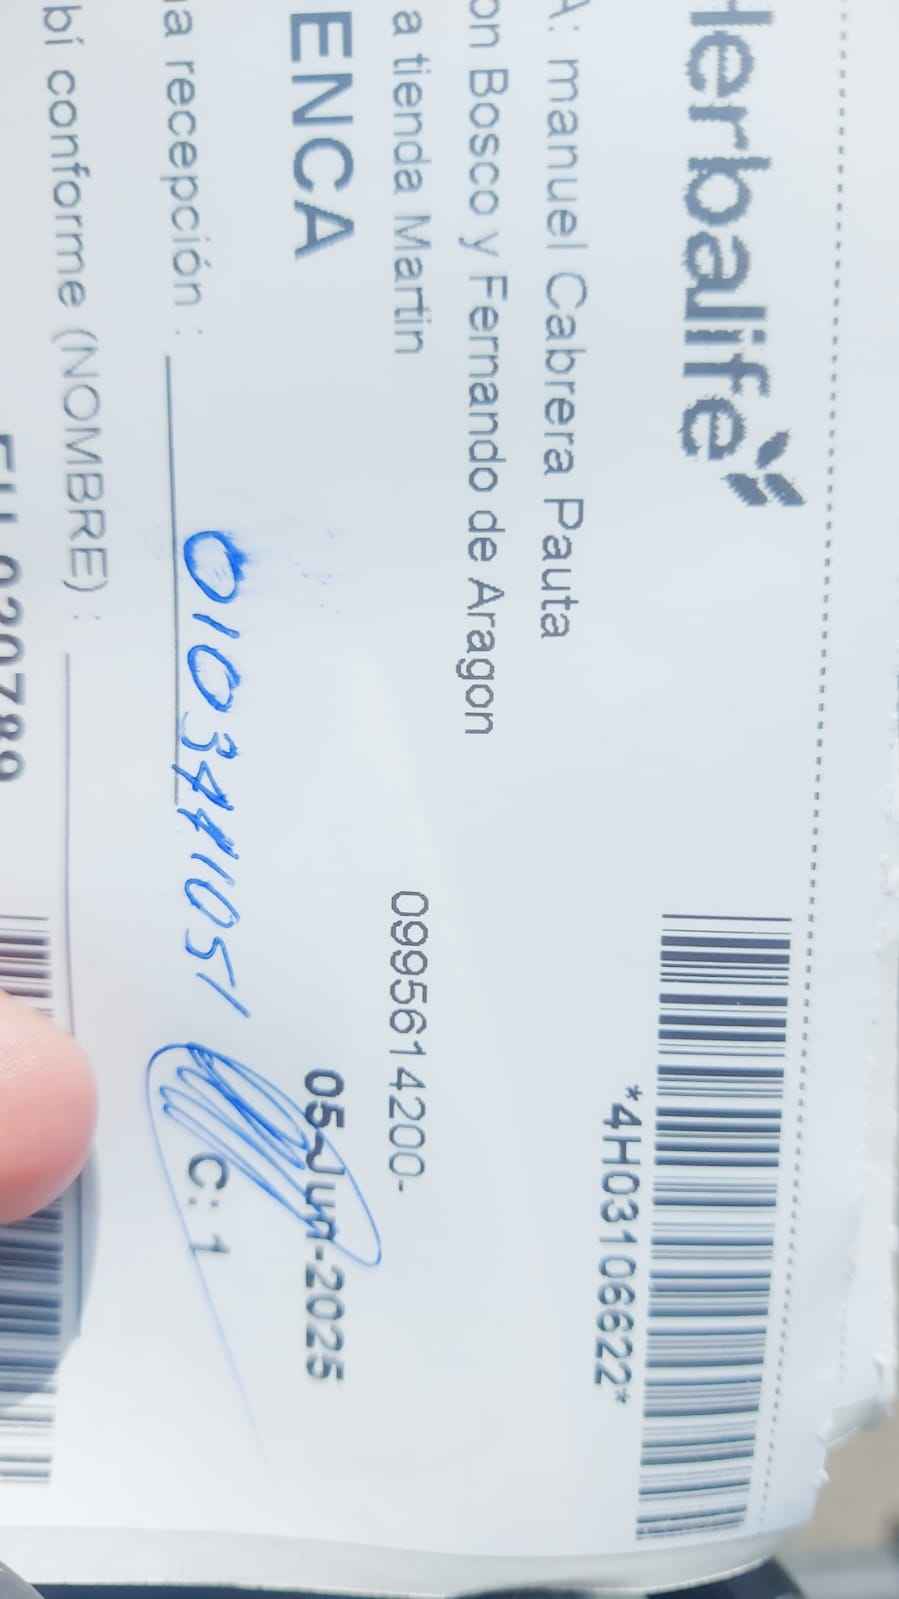 Herbalife
*4H03106622*
A: manuel Cabrera Pauta
on Bosco y Fernando de Aragon
a tienda Martin 0995614200-
ENCA 05-Jun-2025
a recepción : 0103441051 C: 1
bí conforme (NOMBRE) :